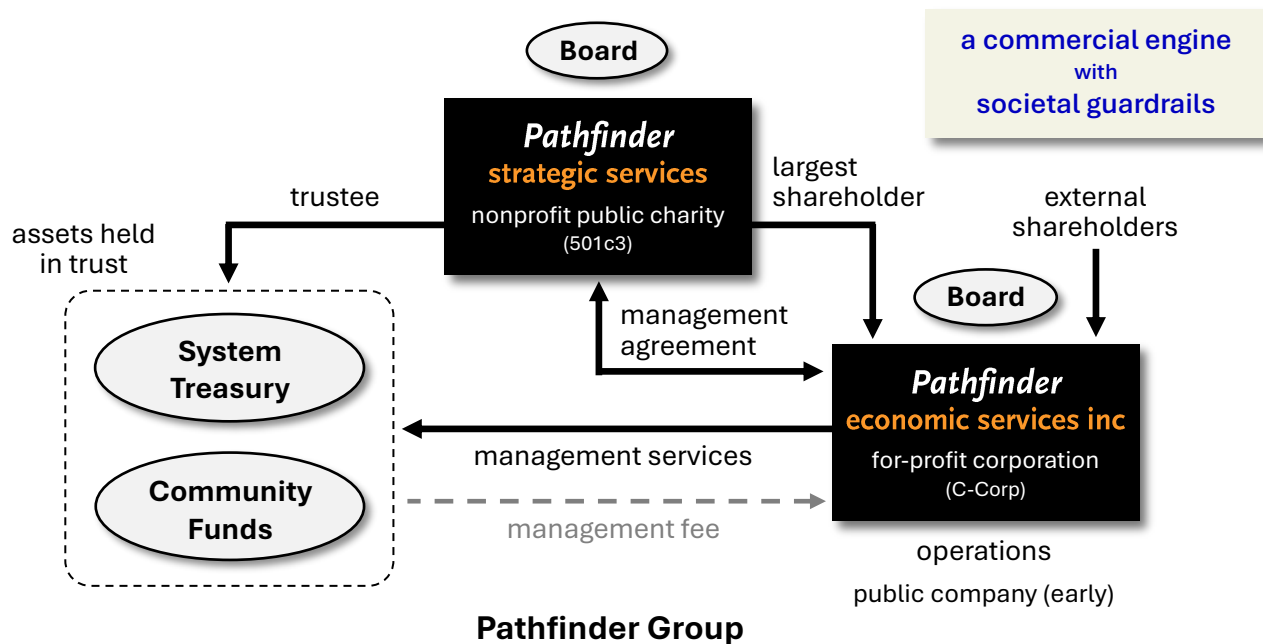 Board
a commercial engine
with
societal guardrails
Pathfinder
strategic services
nonprofit public charity
(501c3)
trustee
largest
shareholder
external
shareholders
assets held
in trust
Board
management
agreement
System
Treasury
Pathfinder
economic services inc
for-profit corporation
(C-Corp)
management services
Community
Funds
management fee
operations
public company (early)
Pathfinder Group